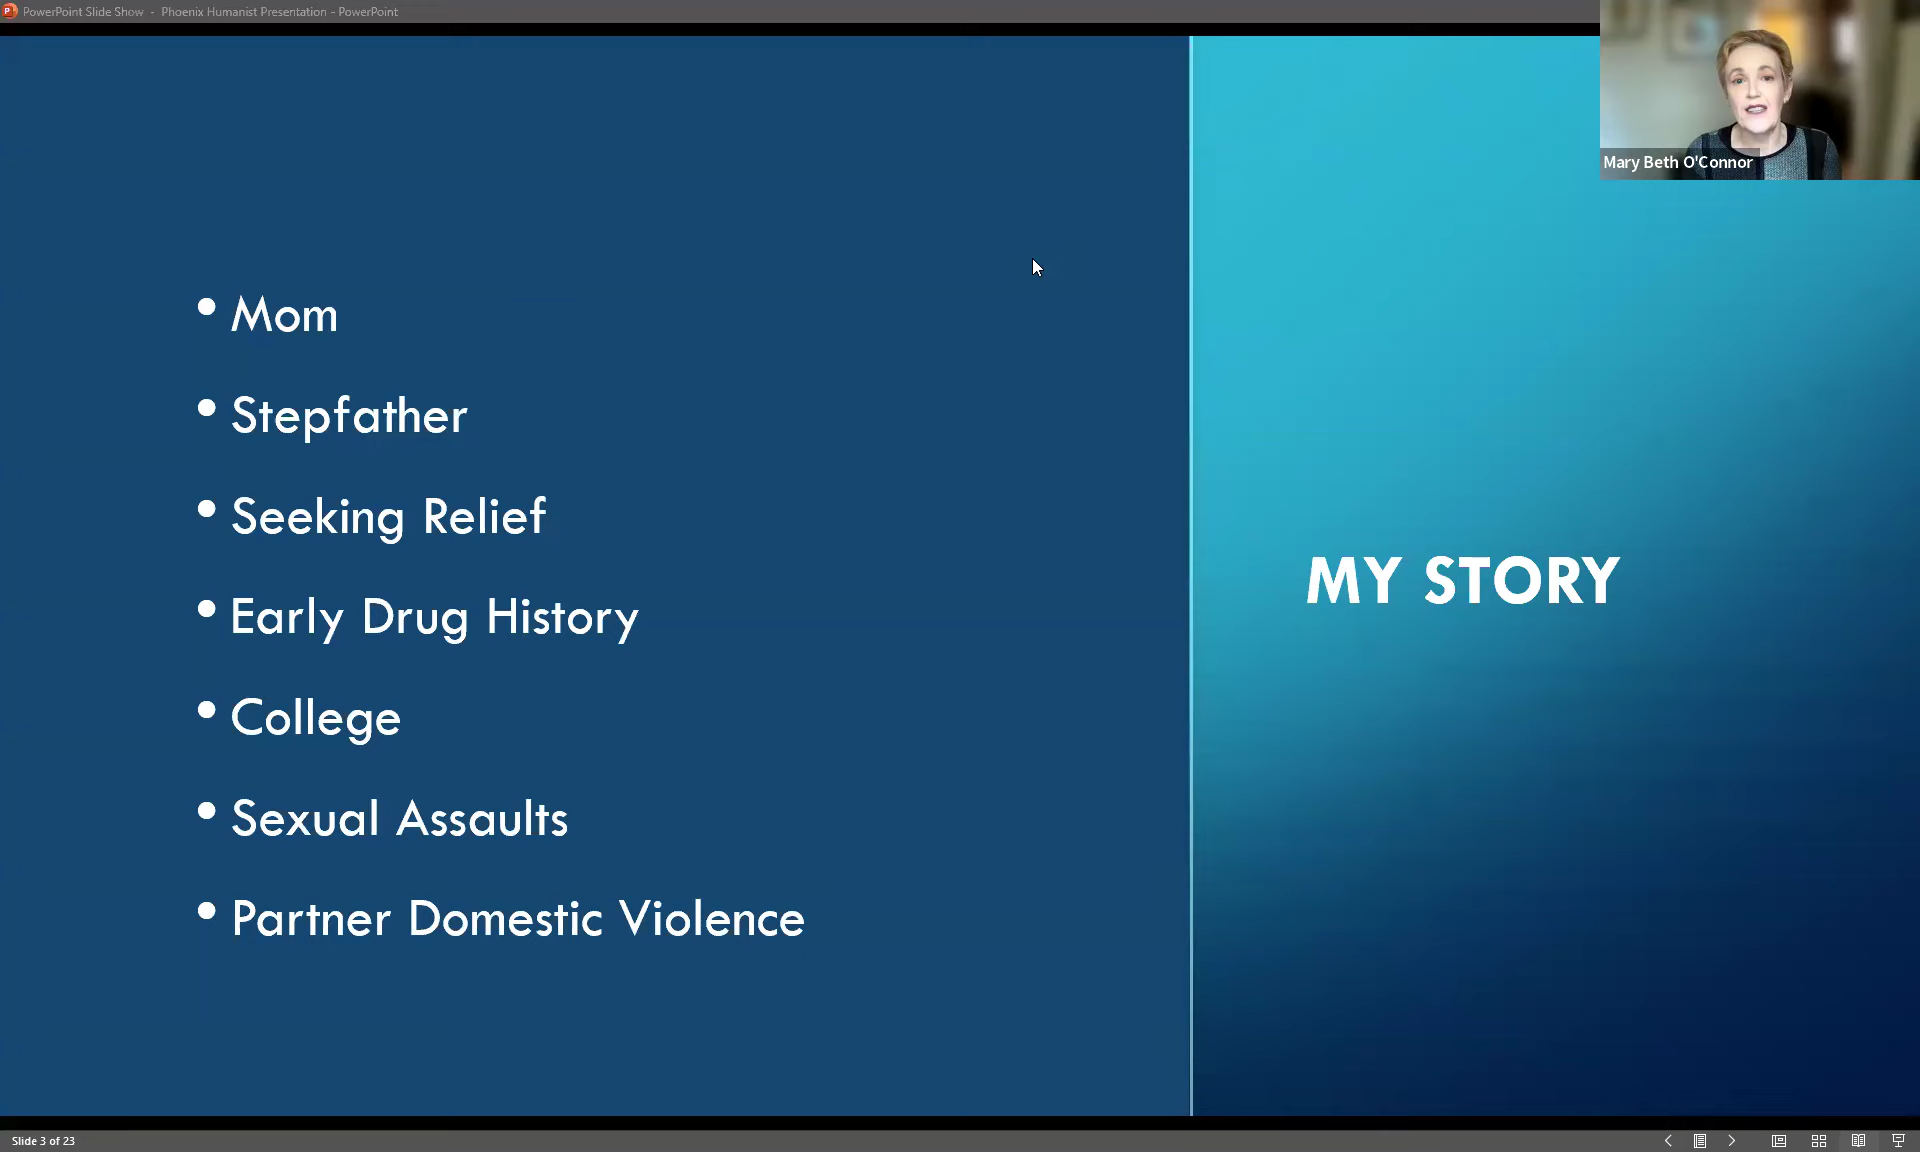 PowerPoint Slide Show - Phoenix Humanist Presentation - PowerPoint
Mary Beth O'Connor
• Mom
• Stepfather
• Seeking Relief
• Early Drug History
• College
• Sexual Assaults
• Partner Domestic Violence
MY STORY
Slide 3 of 23